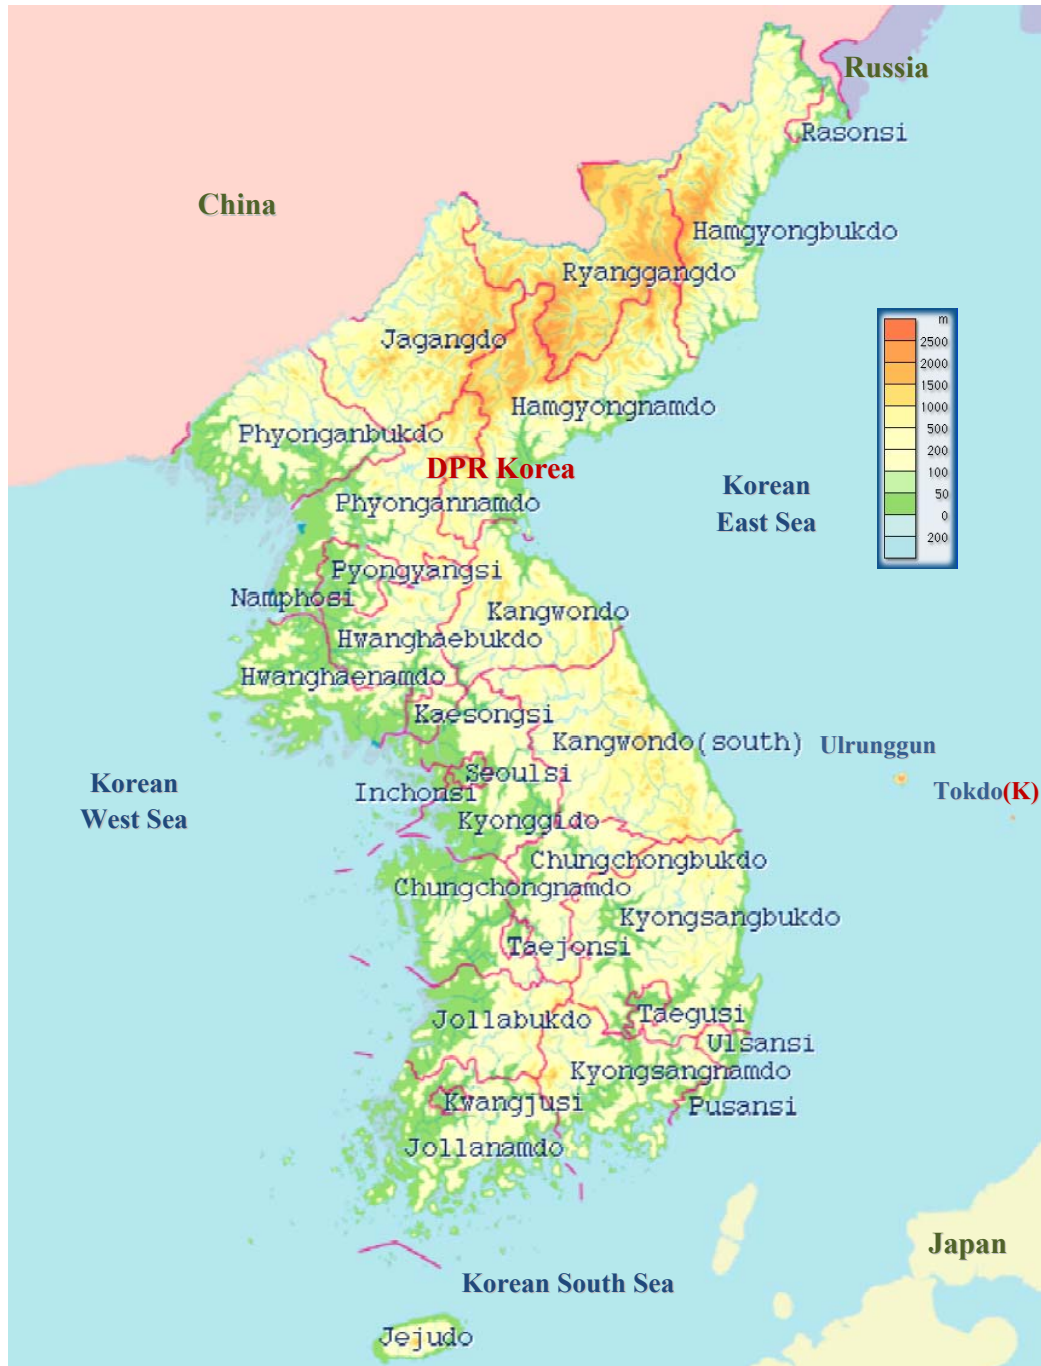 Russia
Rasonsi
China
Hamgyongbukdo
Ryanggangdo
m
2500
2000
1500
1000
500
200
100
50
0
200
Jagangdo
Hamgyongnamdo
Phyonganbukdo
DPR Korea
Korean
East Sea
Phyongannamdo
Pyongyangsi
Namphosi
Kangwondo
Hwanghaebukdo
Hwanghaenamdo
Kaesongsi
Kangwondo(south)
Ulrunggun
Seoulsi
Korean
West Sea
Inchonsi
Tokdo(K)
Kyonggido
Chungchongbukdo
Chungchongnamdo
Kyongsangbukdo
Taejonsi
Taegusi
Jollabukdo
Ulsansi
Kyongsangnamdo
Kwangjusi
Pusansi
Jollanamdo
Japan
Korean South Sea
Jejudo